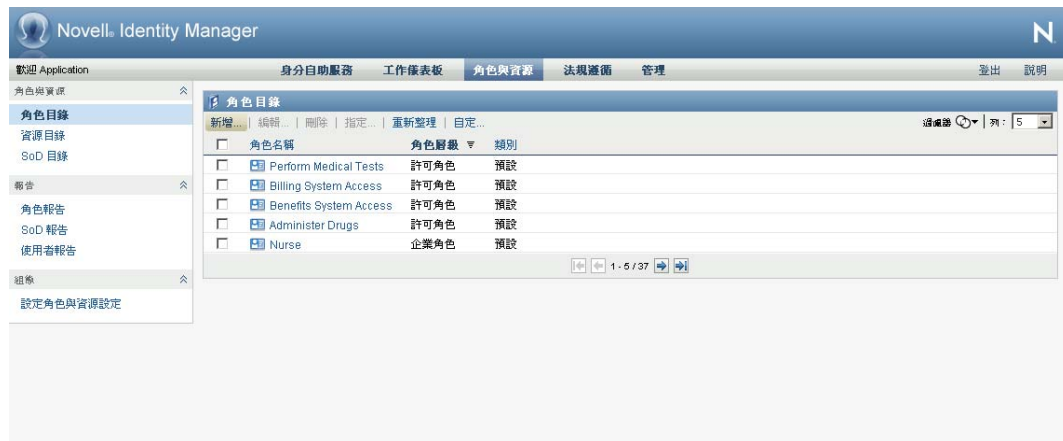 Novell® Identity Manager
N
歡迎 Application
身分自助服務 工作儀表板 角色與資源 法規遵循 管理 登出 說明
角色與資源
角色目錄
資源目錄
SoD 目錄
報告
角色報告
SoD 報告
使用者報告
組態
設定角色與資源設定
角色目錄
新增... | 編輯... | 刪除 | 指定... | 重新整理 | 自定... 過濾器 | 列: 5
角色名稱 角色層級 類別
Perform Medical Tests 許可角色 預設
Billing System Access 許可角色 預設
Benefits System Access 許可角色 預設
Administer Drugs 許可角色 預設
Nurse 企業角色 預設
1 - 5 / 37